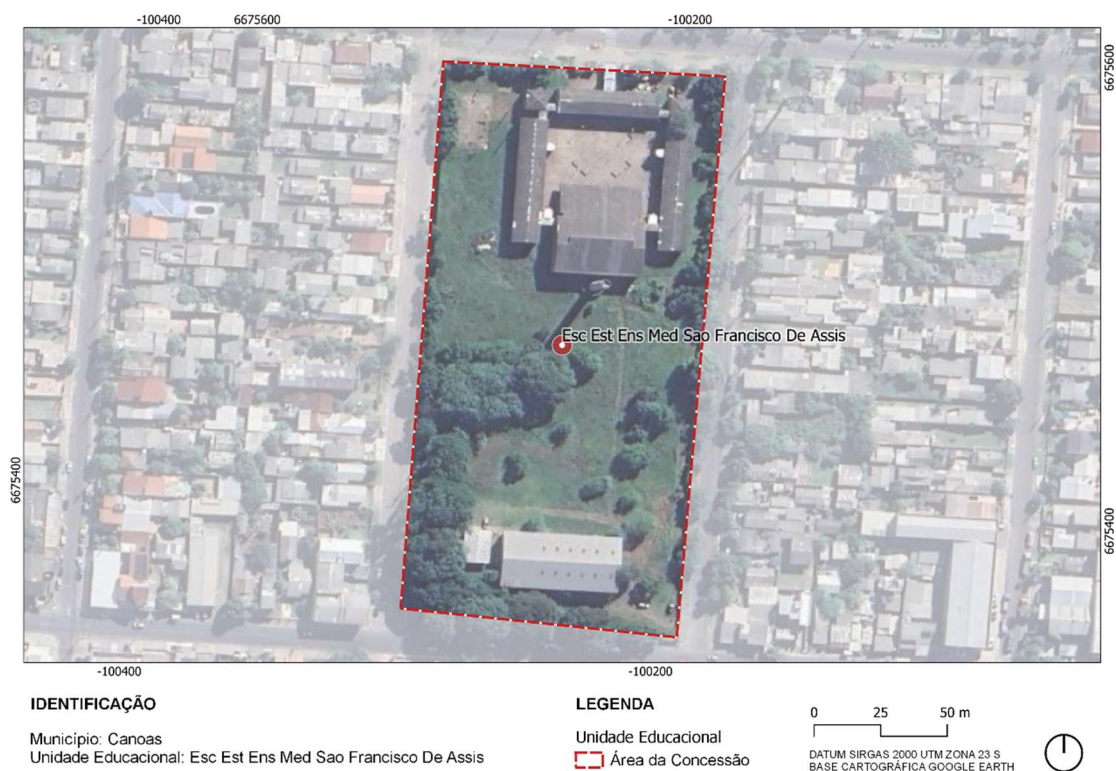 -100400 6675600 -100200
6675600
Esc Est Ens Med Sao Francisco De Assis
6675400
6675400
-100400 -100200
IDENTIFICAÇÃO
Município: Canoas
Unidade Educacional: Esc Est Ens Med Sao Francisco De Assis
LEGENDA
Unidade Educacional
Área da Concessão
0 25 50 m
DATUM SIRGAS 2000 UTM ZONA 23 S
BASE CARTOGRÁFICA GOOGLE EARTH